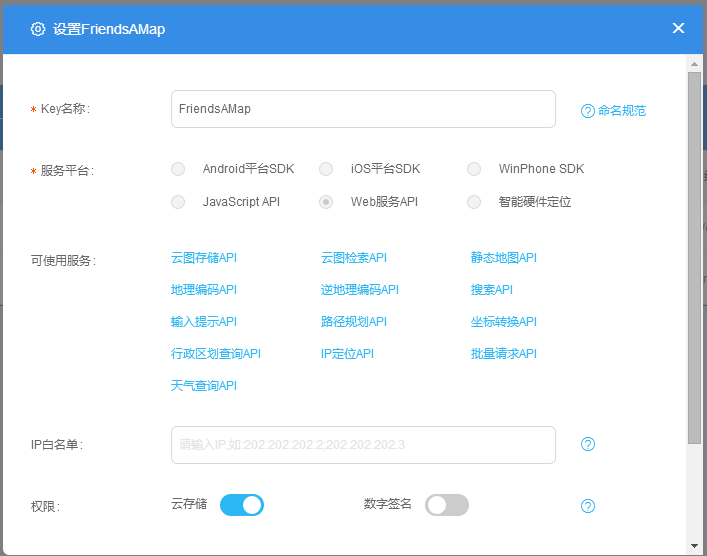 设置FriendsAMap
* Key名称:
FriendsAMap
命名规范
* 服务平台:
Android平台SDK
iOS平台SDK
WinPhone SDK
JavaScript API
Web服务API
智能硬件定位
可使用服务:
云图存储API
云图检索API
静态地图API
地理编码API
逆地理编码API
搜索API
输入提示API
路径规划API
坐标转换API
行政区划查询API
IP定位API
批量请求API
天气查询API
IP白名单:
请输入IP,如:202.202.202.2;202.202.202.3
权限:
云存储
数字签名